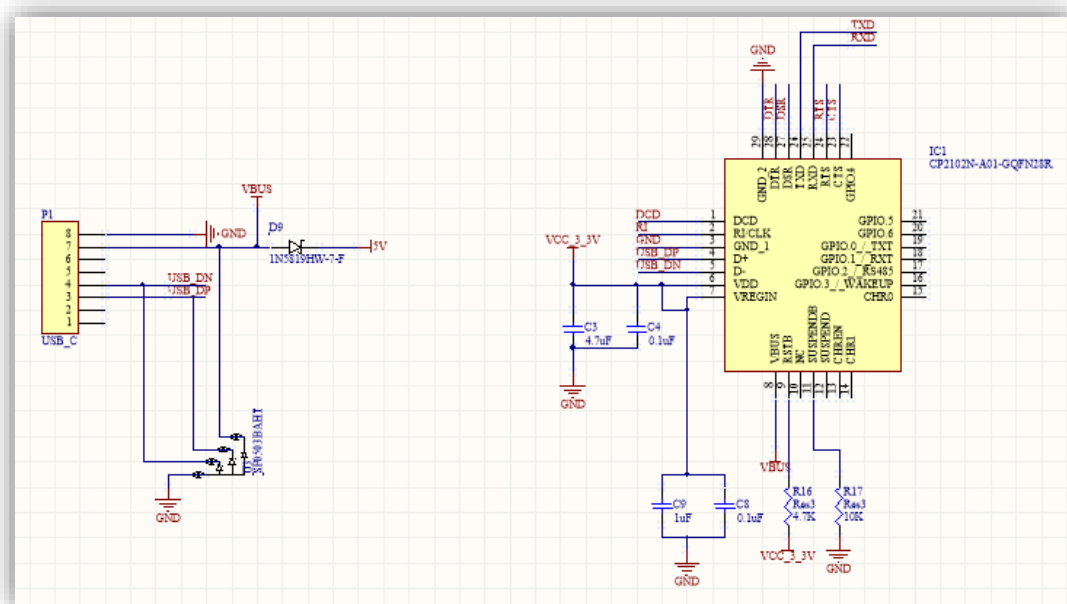 TXD
RXD
GND
DTR
DSR
RTS
CTS
29
28
27
26
25
24
23
22
GND_2
DTR
DSR
TXD
RXD
RTS
CTS
GPIO.4
IC1
CP2102N-A01-GQFN28R
VBUS
P1
8
7
6
5
4
3
2
1
USB_C
GND
D9
1N5819HW-7-F
5V
USB_DN
USB_DP
GND
VCC_3_3V
DCD
RI
GND
USB_DP
USB_DN
1
2
3
4
5
6
7
DCD
RI/CLK
GND_1
D+
D-
VDD
VREGIN
GPIO.5
GPIO.6
GPIO.0_/_TXT
GPIO.1_/_RXT
GPIO.2_/_RS485
GPIO.3_/_WAKEUP
CHR0
21
20
19
18
17
16
15
VBUS
RSTB
NC
SUSPENDB
SUSPEND
CHREN
CHR1
8
9
10
11
12
13
14
C3
4.7uF
C4
0.1uF
GND
VBUS
C9
1uF
C8
0.1uF
GND
R16
Res3
4.7K
VCC_3_3V
R17
Res3
10K
GND